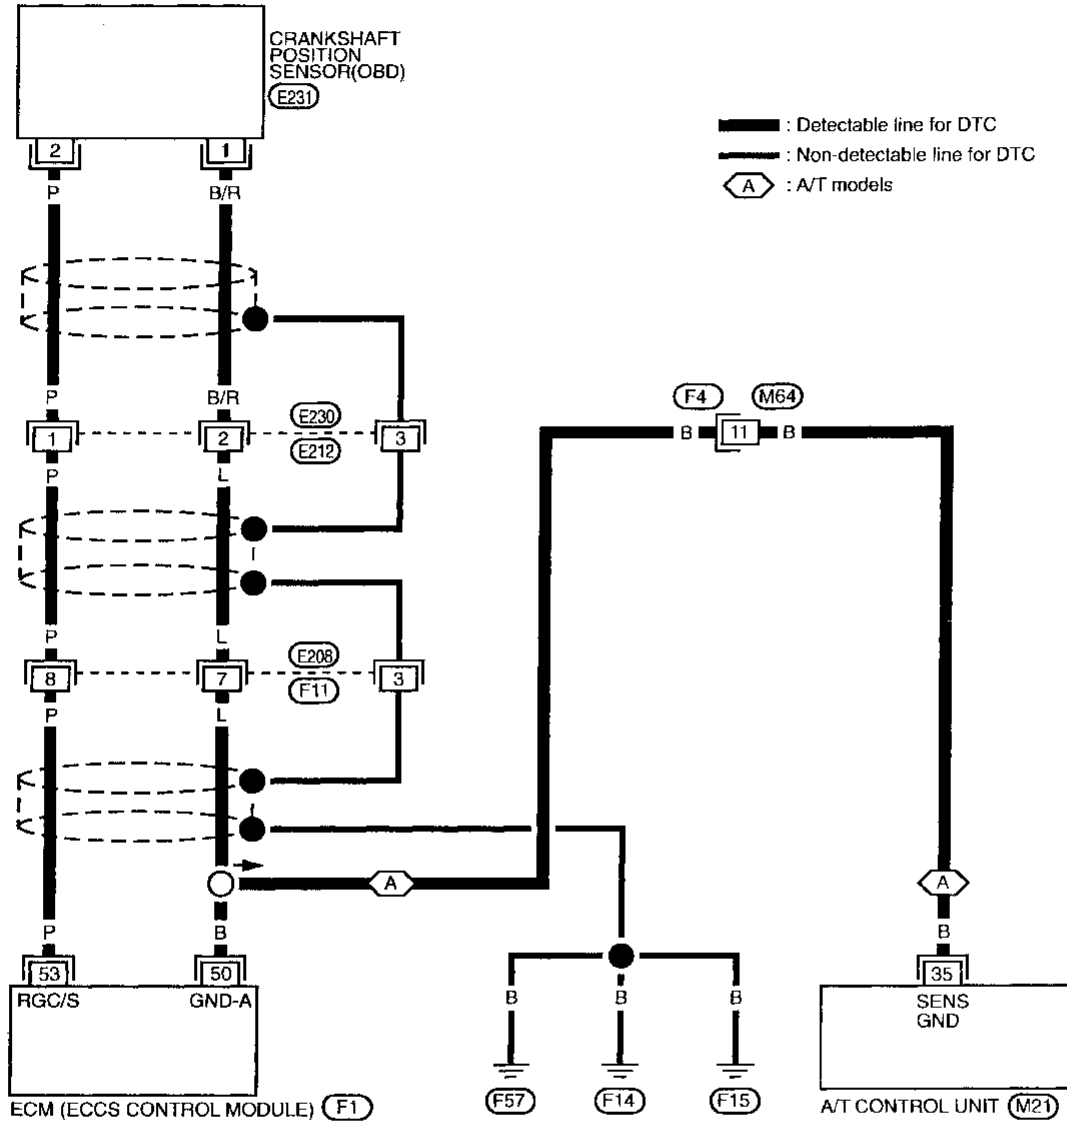 CRANKSHAFT
POSITION
SENSOR(OBD)
E231
: Detectable line for DTC
: Non-detectable line for DTC
A : A/T models
2 1
P B/R
P B/R
F4 M64
E230
1 2 3
E212
B 11 B
P L
P L
E208
8 7 3
F11
P L
A A
P B B
53 50 35
RGC/S GND-A
SENS
GND
B B B
F57 F14 F15
ECM (ECCS CONTROL MODULE) F1
A/T CONTROL UNIT M21